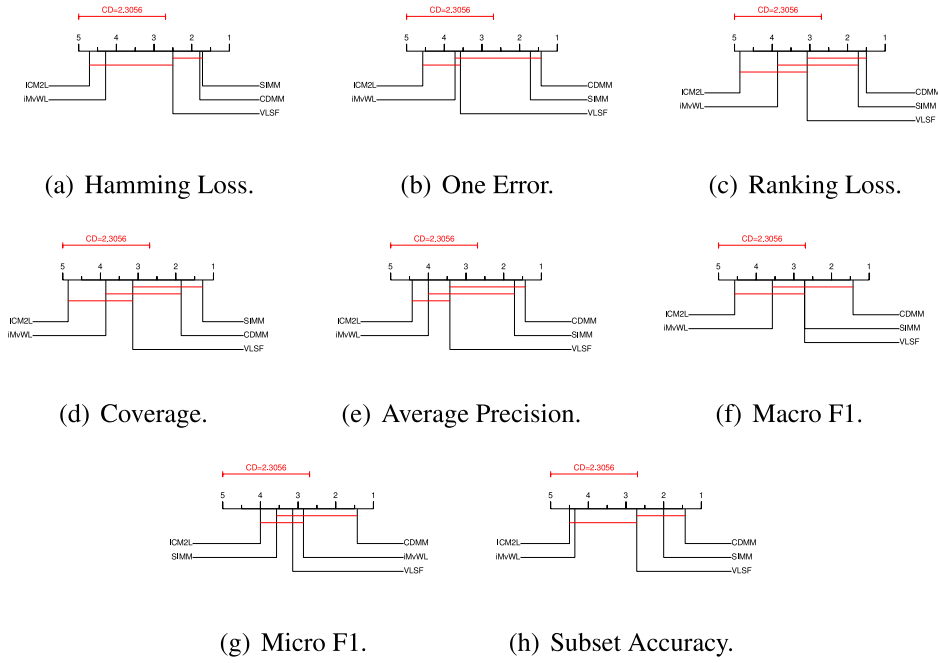 CD=2.3056 CD=2.3056 CD=2.3056
5 4 3 2 1 5 4 3 2 1 5 4 3 2 1
ICM2L SIMM ICM2L CDMM ICM2L CDMM
iMvWL CDMM iMvWL SIMM iMvWL SIMM
VLSF VLSF VLSF
(a) Hamming Loss. (b) One Error. (c) Ranking Loss.
CD=2.3056 CD=2.3056 CD=2.3056
5 4 3 2 1 5 4 3 2 1 5 4 3 2 1
ICM2L SIMM ICM2L CDMM ICM2L CDMM
iMvWL CDMM iMvWL SIMM iMvWL SIMM
VLSF VLSF VLSF
(d) Coverage. (e) Average Precision. (f) Macro F1.
CD=2.3056 CD=2.3056
5 4 3 2 1 5 4 3 2 1
ICM2L CDMM ICM2L CDMM
SIMM iMvWL iMvWL SIMM
VLSF VLSF
(g) Micro F1. (h) Subset Accuracy.